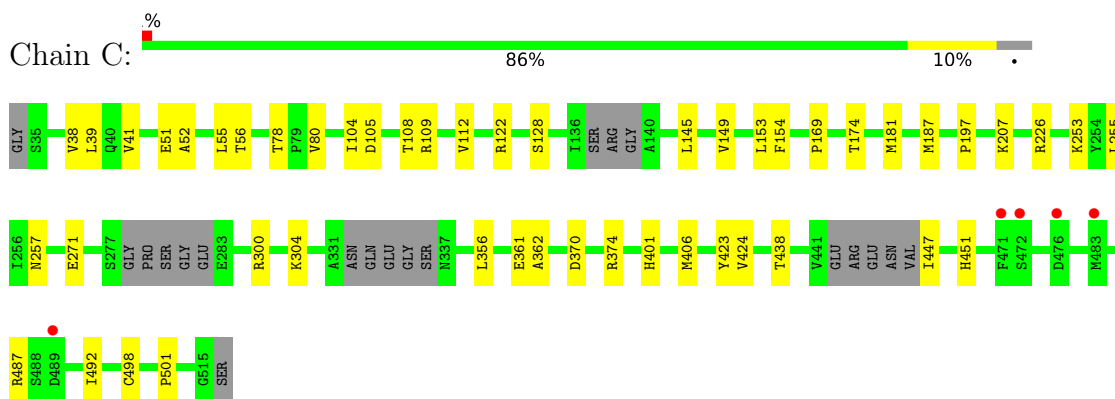 .%
Chain C:
86% 10% •
GLY S35 V38 L39 Q40 V41 E51 A52 L55 T56 T78 P79 V80 I104 D105 T108 R109 V112 R122 S128 I136 SER ARG GLY A140 L145 V149 L153 F154 P169 T174 M181 M187 P197 K207 R226 K253 Y254 L255
I256 N257 E271 S277 GLY PRO SER GLY GLU E283 R300 K304 A331 ASN GLN GLU GLY SER N337 L356 E361 A362 D370 R374 H401 M406 Y423 V424 T438 V441 GLU ARG GLU ASN VAL I447 H451 F471 S472 D476 M483
R487 S488 D489 I492 C498 P501 G515 SER